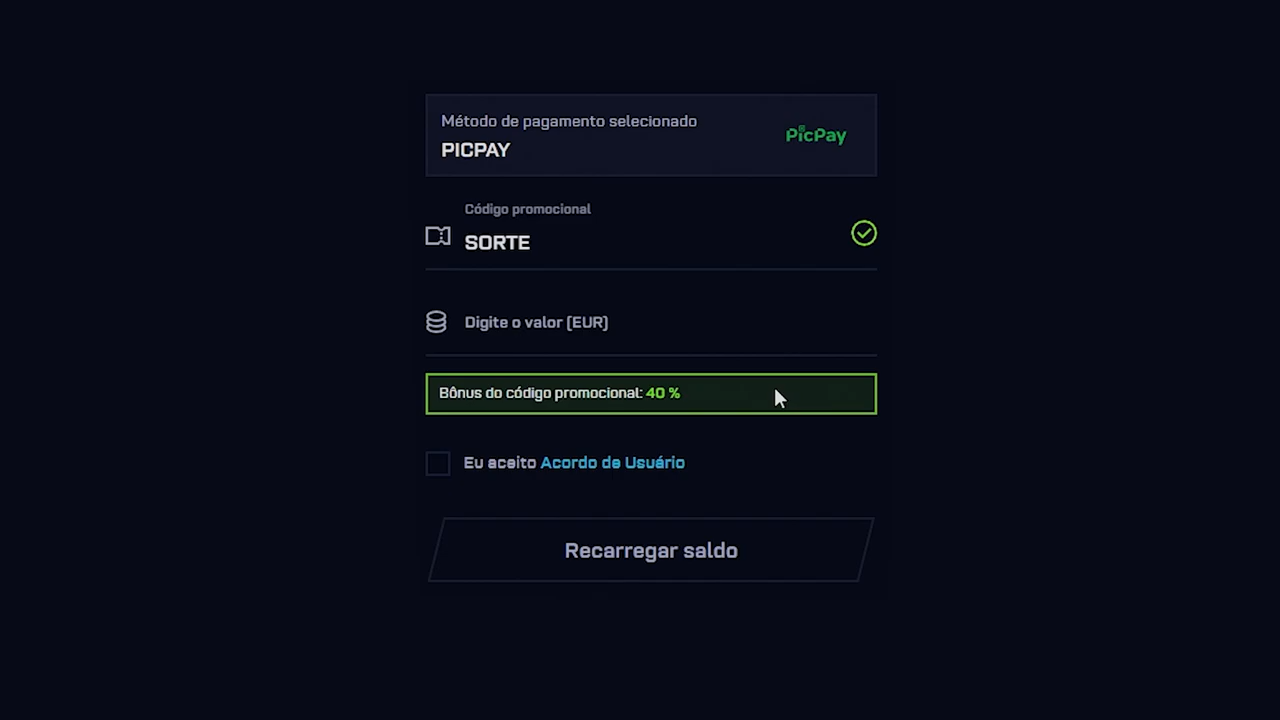 Método de pagamento selecionado
PICPAY
PicPay
Código promocional
SORTE
Digite o valor (EUR)
Bônus do código promocional: 40 %
Eu aceito Acordo de Usuário
Recarregar saldo